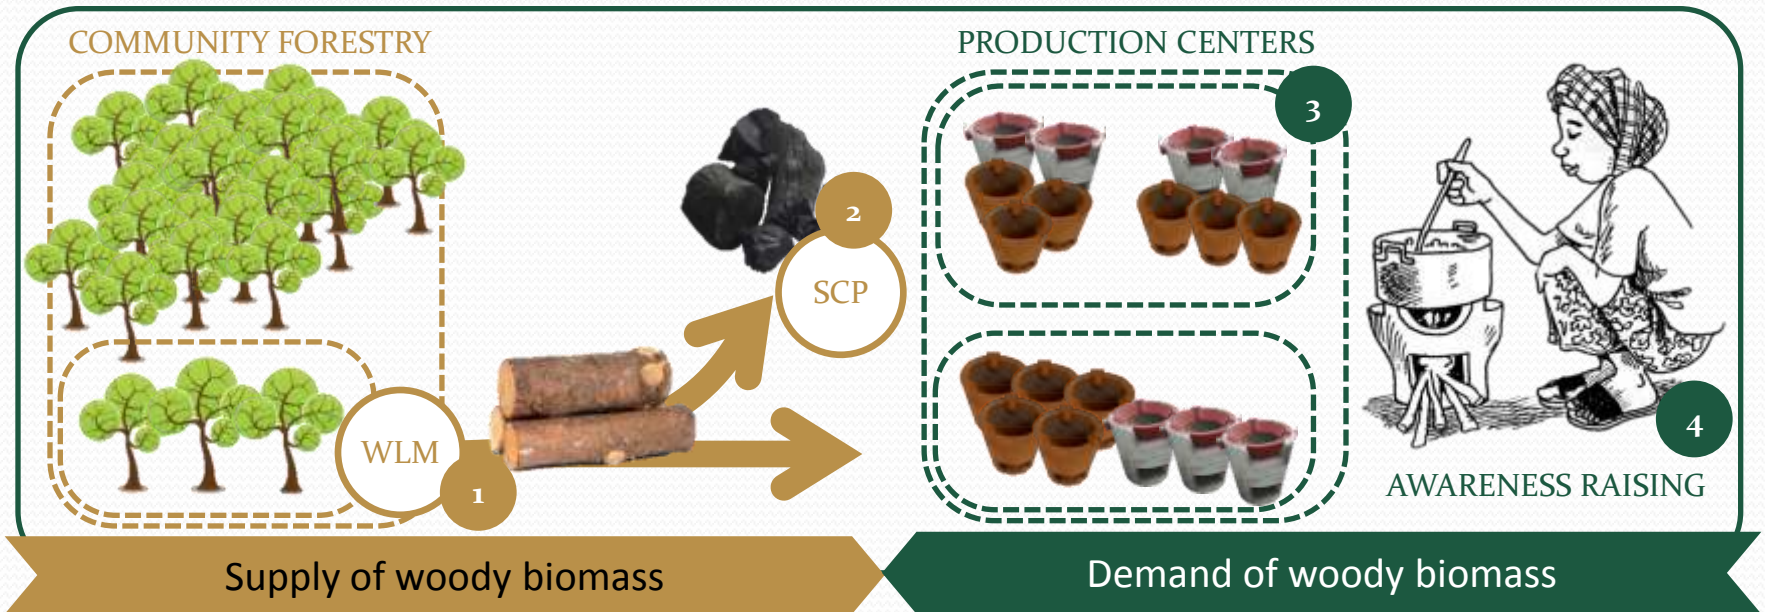 COMMUNITY FORESTRY
PRODUCTION CENTERS
3
2
SCP
WLM
1
4
AWARENESS RAISING
Supply of woody biomass
Demand of woody biomass